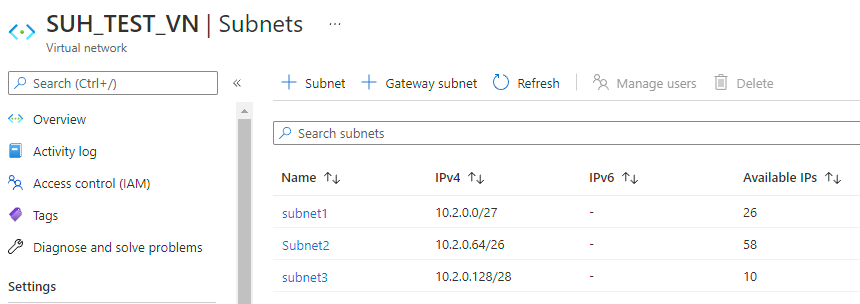 SUH_TEST_VN | Subnets ...
Virtual network
Search (Ctrl+/)
«
+ Subnet + Gateway subnet Refresh Manage users Delete
Overview
Activity log
Access control (IAM)
Tags
Diagnose and solve problems
Settings
Search subnets
Name ↑↓ IPv4 ↑↓ IPv6 ↑↓ Available IPs ↑↓
subnet1 10.2.0.0/27 - 26
Subnet2 10.2.0.64/26 - 58
subnet3 10.2.0.128/28 - 10